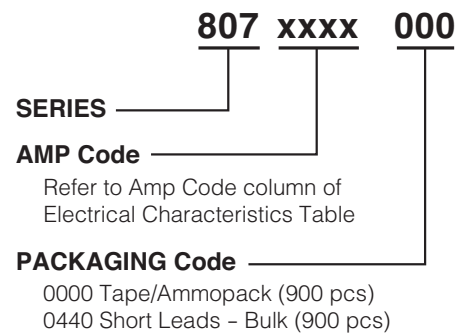 807 xxxx 000
SERIES
AMP Code
Refer to Amp Code column of
Electrical Characteristics Table
PACKAGING Code
0000 Tape/Ammopack (900 pcs)
0440 Short Leads – Bulk (900 pcs)